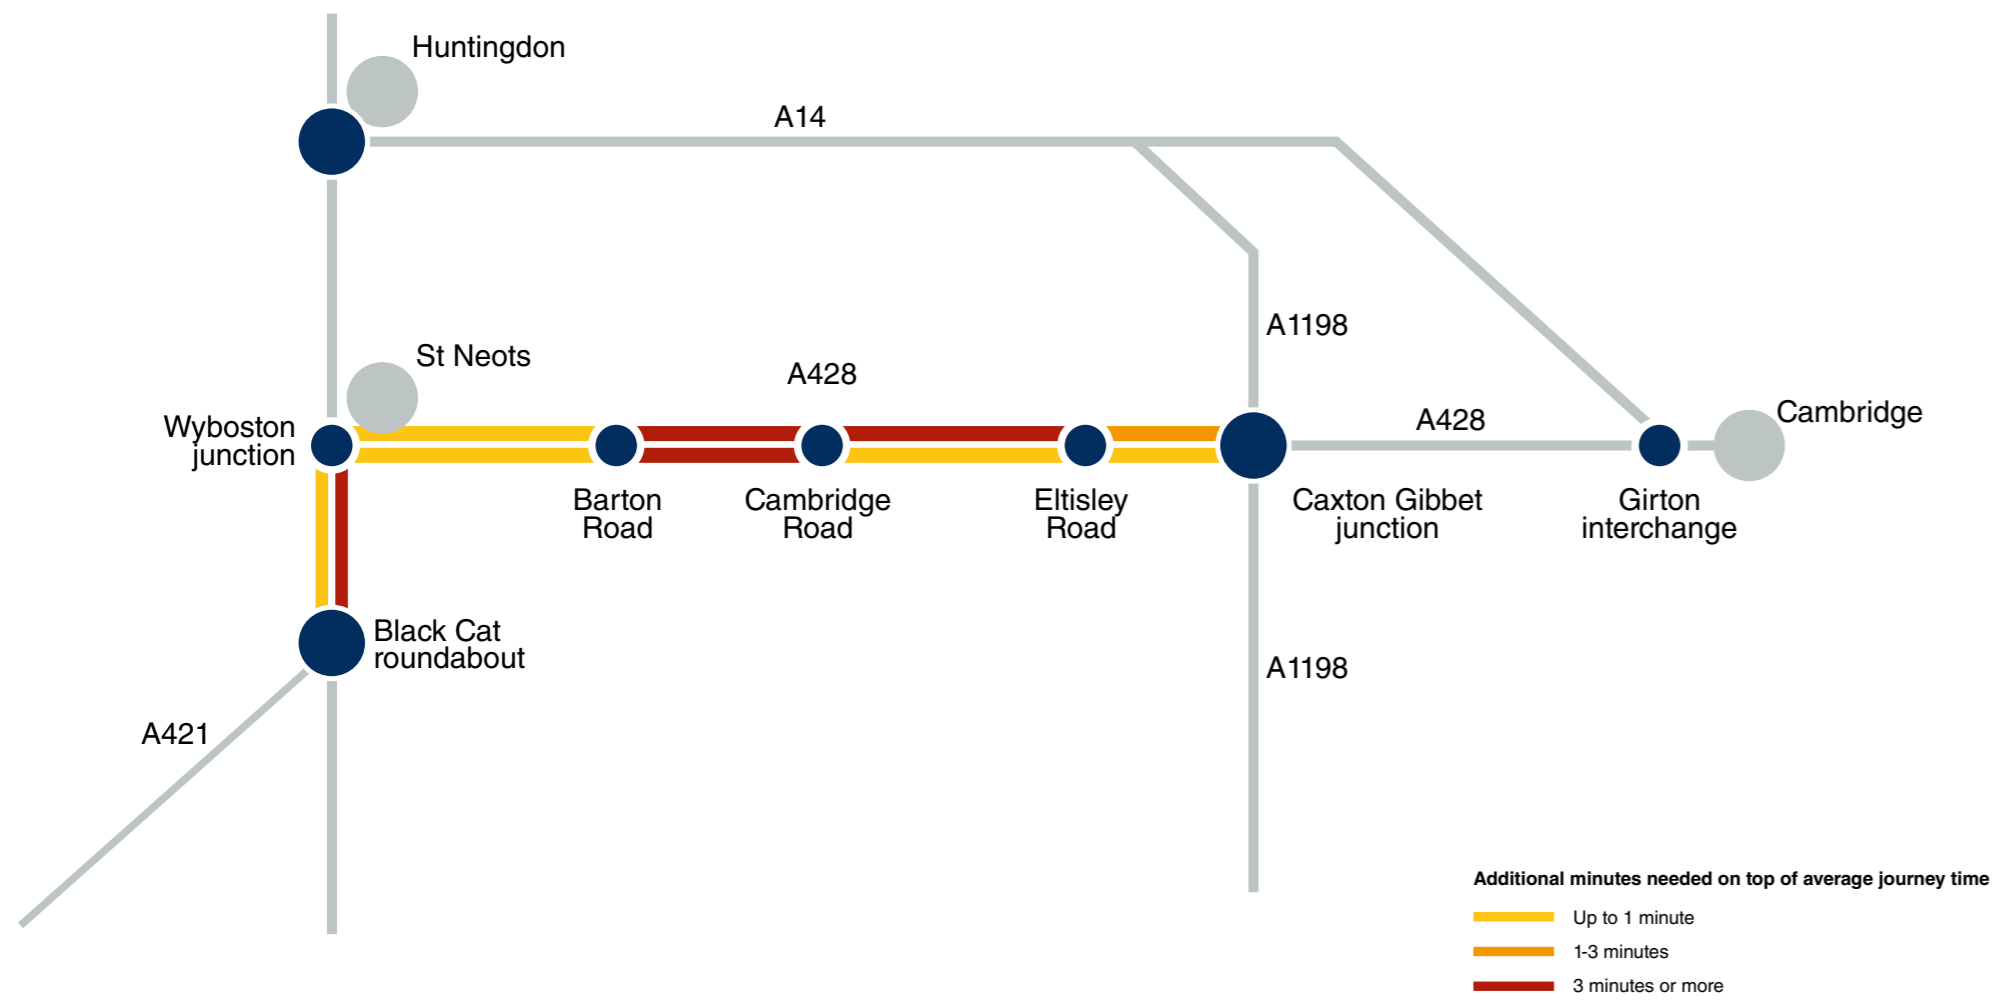 Huntingdon
A14
A1198
St Neots
A428
Wyboston
junction
A428
Cambridge
Barton
Road
Cambridge
Road
Eltisley
Road
Caxton Gibbet
junction
Girton
interchange
Black Cat
roundabout
A1198
A421
Additional minutes needed on top of average journey time
Up to 1 minute
1-3 minutes
3 minutes or more